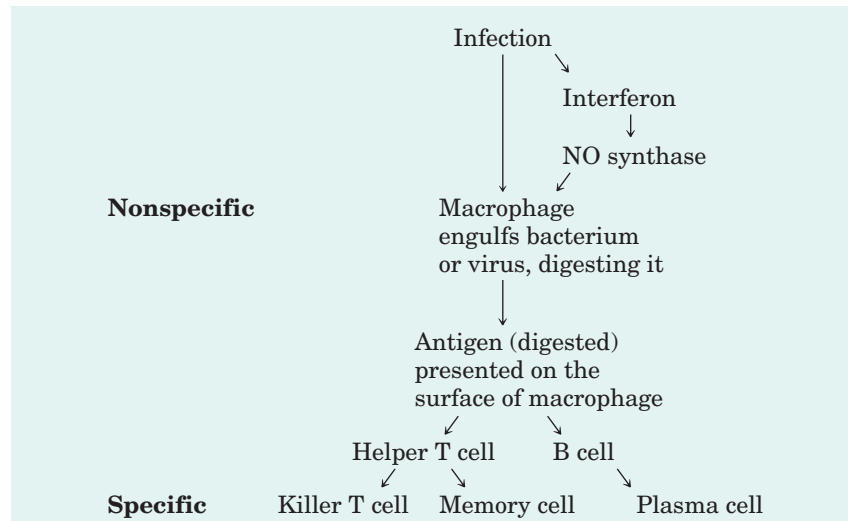 Infection
Interferon
NO synthase
Nonspecific
Macrophage
engulfs bacterium
or virus, digesting it
Antigen (digested)
presented on the
surface of macrophage
Helper T cell B cell
Specific Killer T cell Memory cell Plasma cell